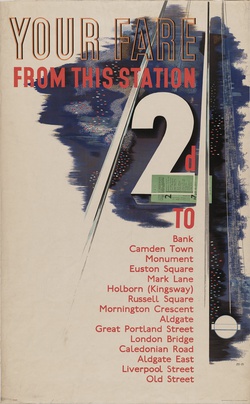 YOUR FARE
FROM THIS STATION
2d
TO
Bank
Camden Town
Monument
Euston Square
Mark Lane
Holborn (Kingsway)
Russell Square
Mornington Crescent
Aldgate
Great Portland Street
London Bridge
Caledonian Road
Aldgate East
Liverpool Street
Old Street